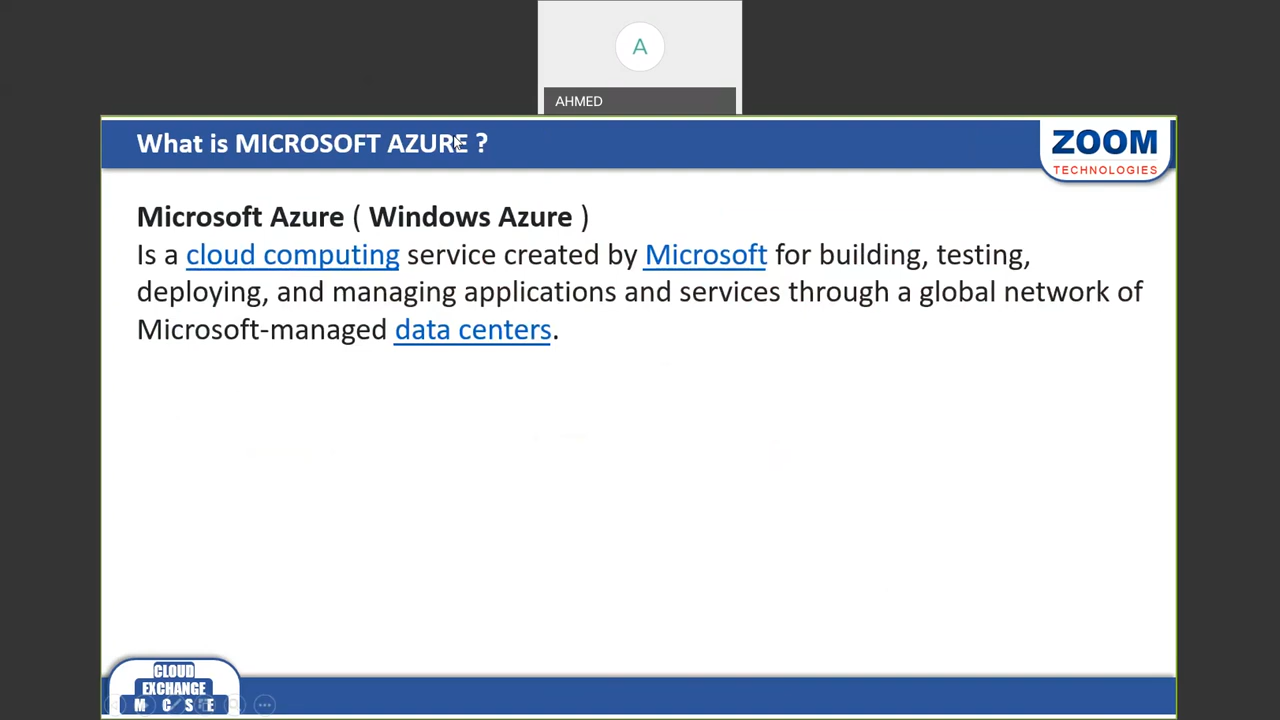 A
AHMED
What is MICROSOFT AZURE ?
ZOOM
TECHNOLOGIES
Microsoft Azure ( Windows Azure )
Is a cloud computing service created by Microsoft for building, testing,
deploying, and managing applications and services through a global network of
Microsoft-managed data centers.
CLOUD
EXCHANGE
M C S E